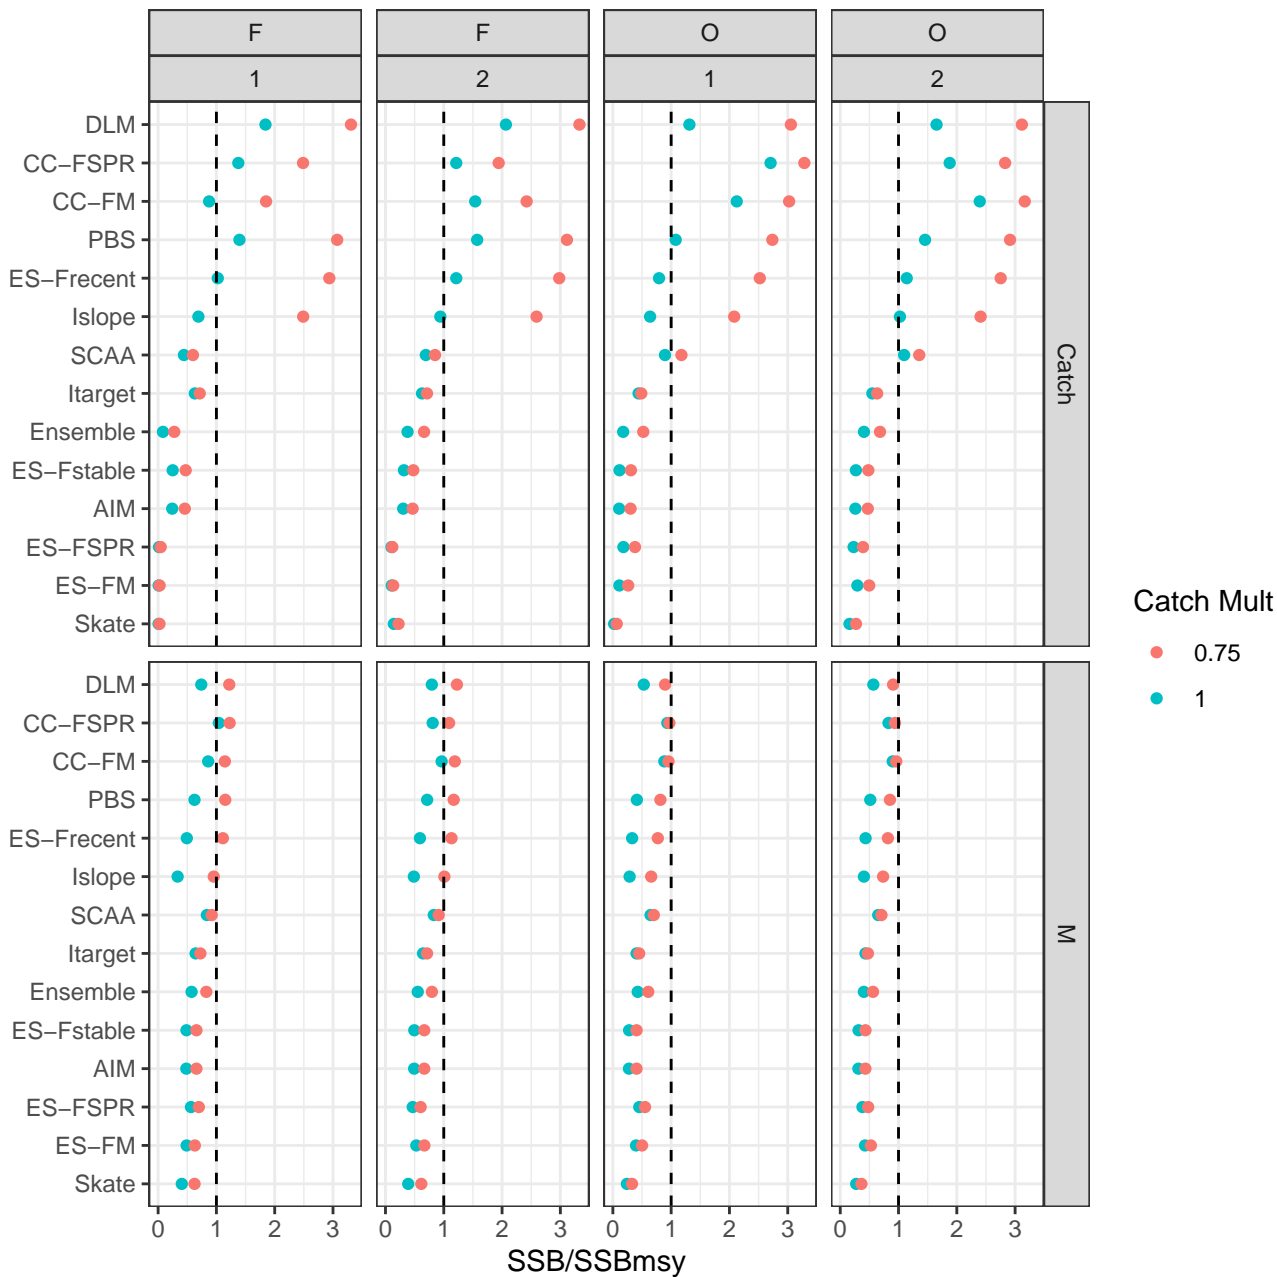 F F O O
1 2 1 2
DLM
CC−FSPR
CC−FM
PBS
ES−Frecent
Islope
SCAA
Itarget
Ensemble
ES−Fstable
AIM
ES−FSPR
ES−FM
Skate
Catch
DLM
CC−FSPR
CC−FM
PBS
ES−Frecent
Islope
SCAA
Itarget
Ensemble
ES−Fstable
AIM
ES−FSPR
ES−FM
Skate
M
0 1 2 3 0 1 2 3 0 1 2 3 0 1 2 3
SSB/SSBmsy
Catch Mult
0.75
1